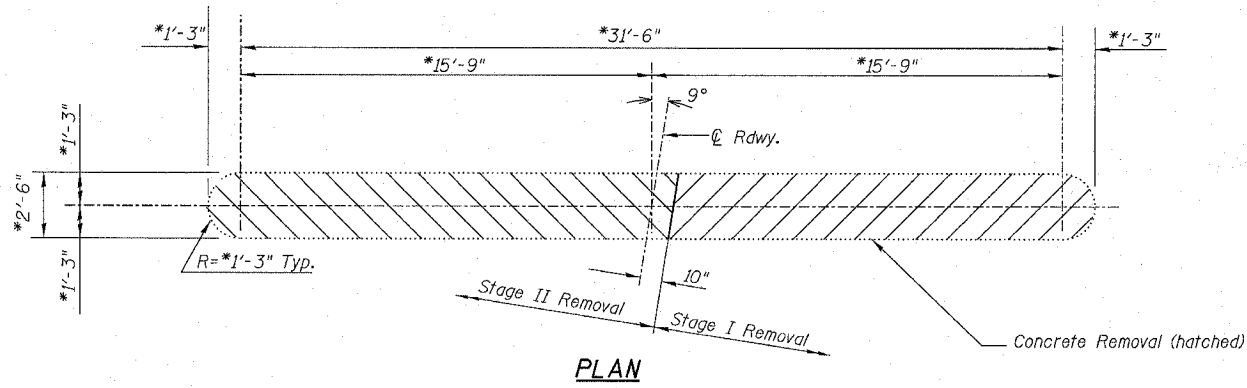 *31'-6"
*1'-3"
*1'-3"
*15'-9"
*15'-9"
9°
℄ Rdwy.
*1'-3"
*2'-6"
*1'-3"
R=*1'-3" Typ.
10"
Stage II Removal
Stage I Removal
Concrete Removal (hatched)
PLAN